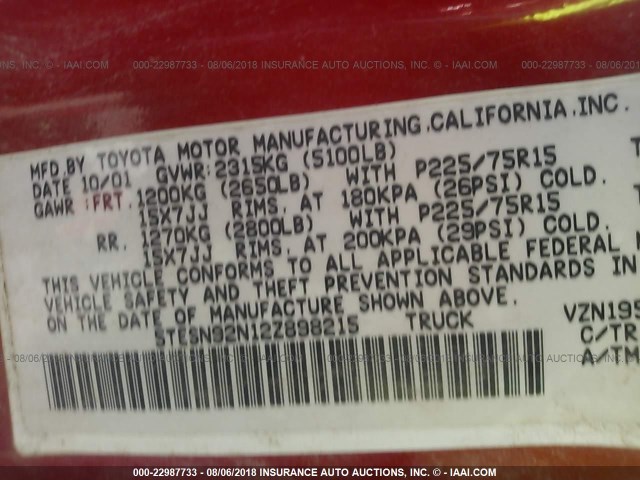 000-22987733 - 08/06/2018 - INSURANCE AUTO AUCTIONS, INC. - © IAAI.COM
MFD.BY TOYOTA MOTOR MANUFACTURING,CALIFORNIA,INC.
DATE 10/01 GVWR:2315KG (5100LB)
GAWR:FRT. 1200KG (2650LB) WITH P225/75R15
15X7JJ RIMS, AT 180KPA (26PSI) COLD.
RR. 1270KG (2800LB) WITH P225/75R15
15X7JJ RIMS, AT 200KPA (29PSI) COLD.
THIS VEHICLE CONFORMS TO ALL APPLICABLE FEDERAL
VEHICLE SAFETY AND THEFT PREVENTION STANDARDS IN
ON THE DATE OF MANUFACTURE SHOWN ABOVE.
5TESN92N12Z898215 TRUCK VZN195
C/TR
A/TM
000-22987733 - 08/06/2018 INSURANCE AUTO AUCTIONS, INC. - © IAAI.COM